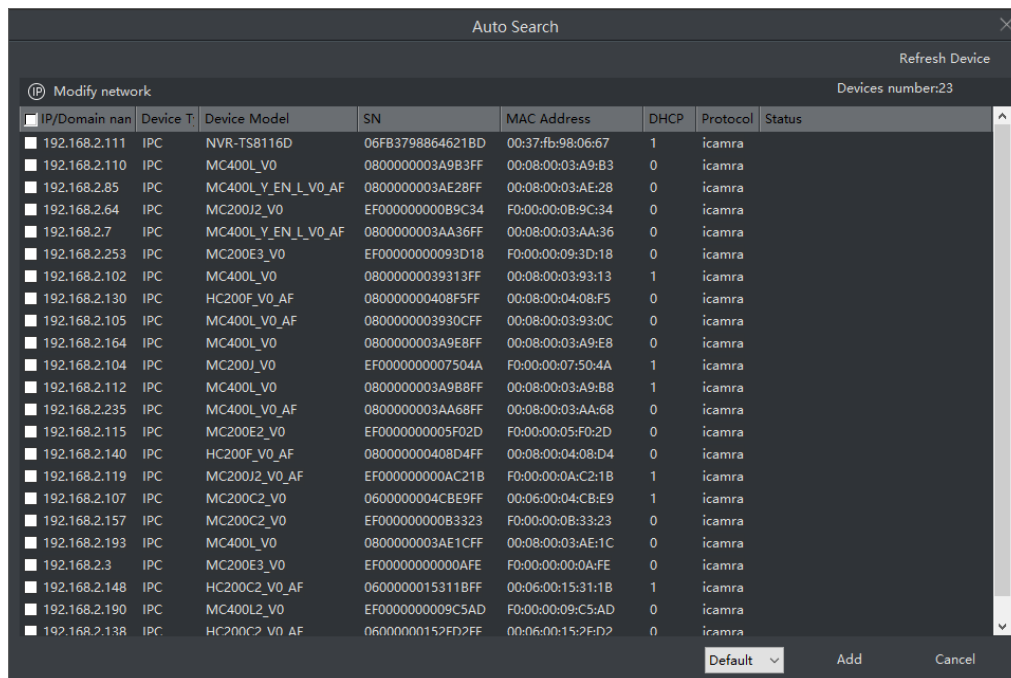 Auto Search
Refresh Device
IP Modify network Devices number:23
IP/Domain nan Device T Device Model SN MAC Address DHCP Protocol Status
192.168.2.111 IPC NVR-TS8116D 06FB3798864621BD 00:37:fb:98:06:67 1 icamra
192.168.2.110 IPC MC400L_V0 0800000003A9B3FF 00:08:00:03:A9:B3 0 icamra
192.168.2.85 IPC MC400L_Y_EN_L_V0_AF 0800000003AE28FF 00:08:00:03:AE:28 0 icamra
192.168.2.64 IPC MC200J2_V0 EF000000000B9C34 F0:00:00:0B:9C:34 0 icamra
192.168.2.7 IPC MC400L_Y_EN_L_V0_AF 0800000003AA36FF 00:08:00:03:AA:36 0 icamra
192.168.2.253 IPC MC200E3_V0 EF00000000093D18 F0:00:00:09:3D:18 0 icamra
192.168.2.102 IPC MC400L_V0 08000000039313FF 00:08:00:03:93:13 1 icamra
192.168.2.130 IPC HC200F_V0_AF 080000000408F5FF 00:08:00:04:08:F5 0 icamra
192.168.2.105 IPC MC400L_V0_AF 0800000003930CFF 00:08:00:03:93:0C 0 icamra
192.168.2.164 IPC MC400L_V0 0800000003A9E8FF 00:08:00:03:A9:E8 0 icamra
192.168.2.104 IPC MC200J_V0 EF0000000007504A F0:00:00:07:50:4A 1 icamra
192.168.2.112 IPC MC400L_V0 0800000003A9B8FF 00:08:00:03:A9:B8 1 icamra
192.168.2.235 IPC MC400L_V0_AF 0800000003AA68FF 00:08:00:03:AA:68 0 icamra
192.168.2.115 IPC MC200E2_V0 EF0000000005F02D F0:00:00:05:F0:2D 0 icamra
192.168.2.140 IPC HC200F_V0_AF 080000000408D4FF 00:08:00:04:08:D4 0 icamra
192.168.2.119 IPC MC200J2_V0_AF EF000000000AC21B F0:00:00:0A:C2:1B 1 icamra
192.168.2.107 IPC MC200C2_V0 0600000004CBE9FF 00:06:00:04:CB:E9 1 icamra
192.168.2.157 IPC MC200C2_V0 EF000000000B3323 F0:00:00:0B:33:23 0 icamra
192.168.2.193 IPC MC400L_V0 0800000003AE1CFF 00:08:00:03:AE:1C 0 icamra
192.168.2.3 IPC MC200E3_V0 EF00000000000AFE F0:00:00:00:0A:FE 0 icamra
192.168.2.148 IPC HC200C2_V0_AF 0600000015311BFF 00:06:00:15:31:1B 1 icamra
192.168.2.190 IPC MC400L2_V0 EF0000000009C5AD F0:00:00:09:C5:AD 0 icamra
192.168.2.138 IPC HC200C2_V0_AF 06000000152FD2FF 00:06:00:15:2F:D2 0 icamra
Default Add Cancel